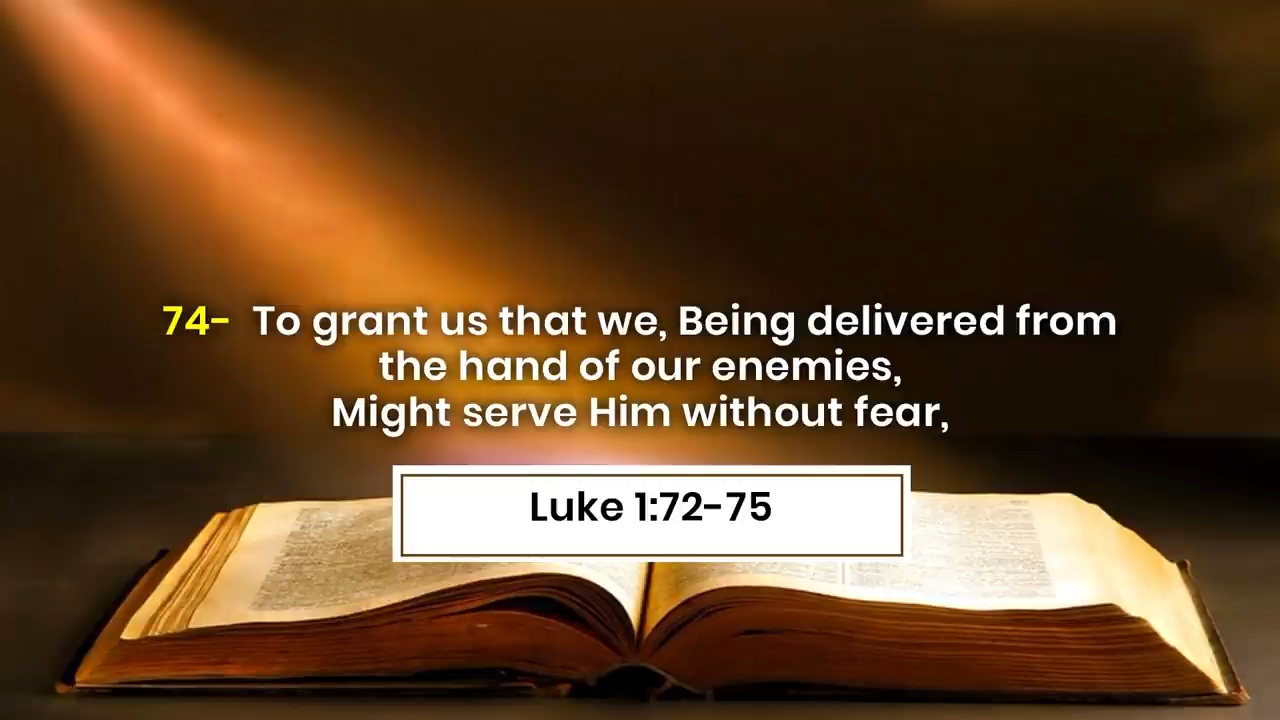 74- To grant us that we, Being delivered from
the hand of our enemies,
Might serve Him without fear,
Luke 1:72-75